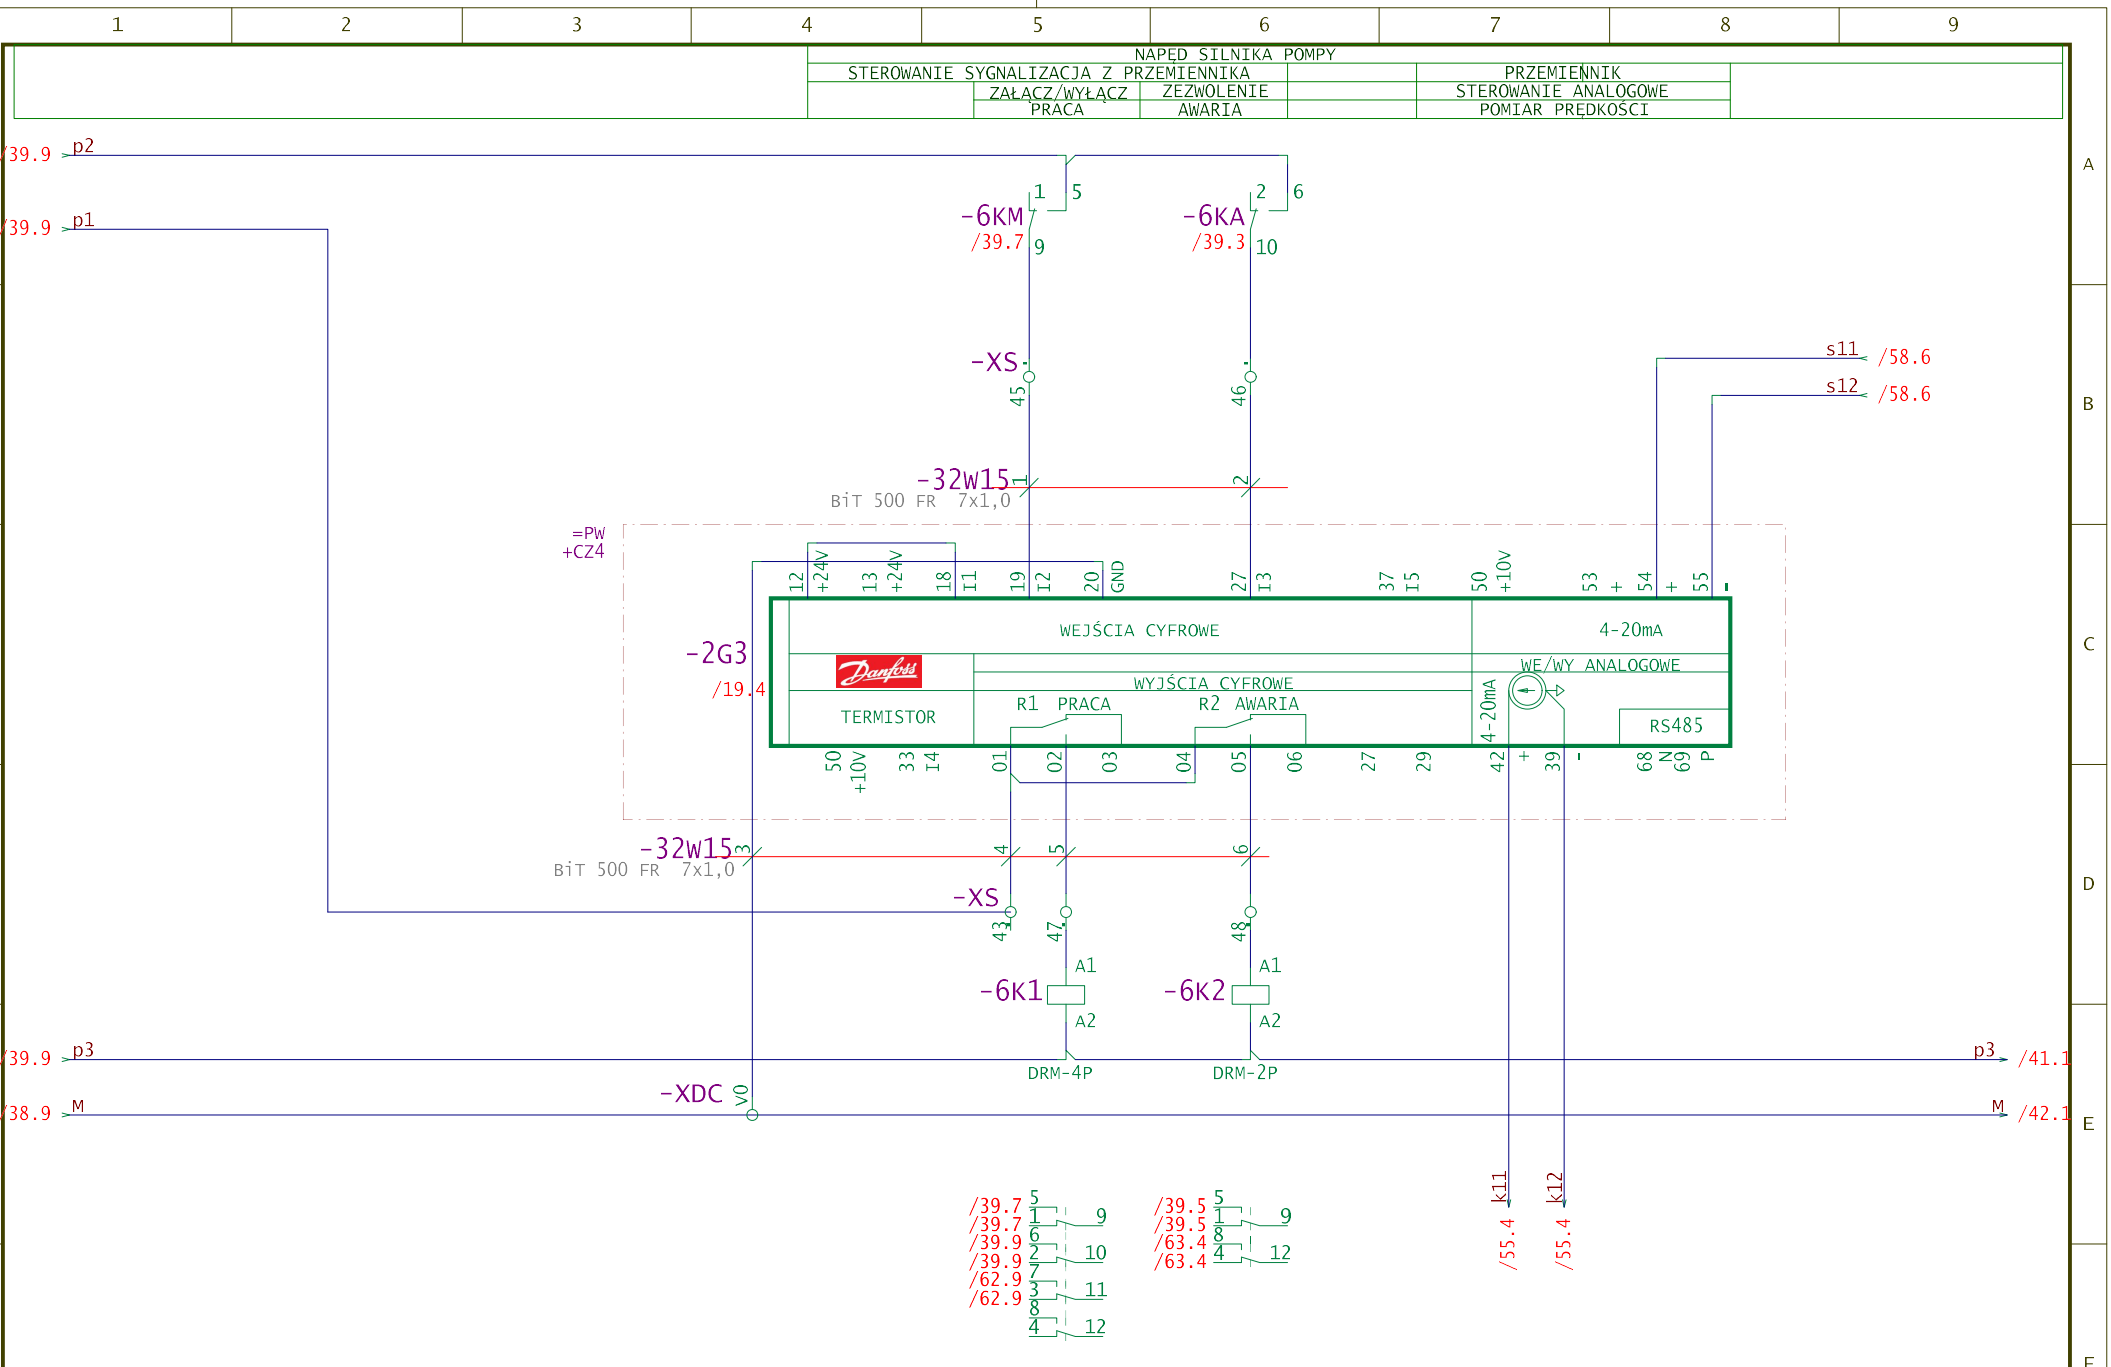 1 2 3 4 5 6 7 8 9
NAPĘD SILNIKA POMPY
STEROWANIE SYGNALIZACJA Z PRZEMIENNIKA PRZEMIENNIK
ZAŁĄCZ/WYŁĄCZ ZEZWOLENIE STEROWANIE ANALOGOWE
PRACA AWARIA POMIAR PRĘDKOŚCI
/39.9 p2
A
1 5 2 6
-6KM -6KA
/39.9 p1
/39.7 9 /39.3 10
s11 /58.6
-XS
45 46
s12 /58.6
B
-32W15 1 2
BiT 500 FR 7x1,0
=PW
+CZ4
12 +24V 13 +24V 18 I1 19 I2 20 GND 27 I3 37 I5 50 +10V 53 + 54 + 55 -
WEJŚCIA CYFROWE 4-20mA
C
-2G3
Danfoss
WE/WY ANALOGOWE
WYJŚCIA CYFROWE
/19.4
R1 PRACA R2 AWARIA 4-20mA
TERMISTOR RS485
50 +10V 33 I4 01 02 03 04 05 06 27 29 42 + 39 - 68 N 69 P
-32W15 3 4 5 6
BiT 500 FR 7x1,0
D
-XS
43 47 48
A1 A1
-6K1 -6K2
A2 A2
/39.9 p3 p3 /41.1
DRM-4P DRM-2P
-XDC V0
/38.9 M M /42.1
E
k11 k12
/55.4 /55.4
/39.7 5 /39.5 5
/39.7 1 9 /39.5 1 9
/39.9 6 /63.4 8
/39.9 2 10 /63.4 4 12
/62.9 7
/62.9 3 11
8
4 12
F